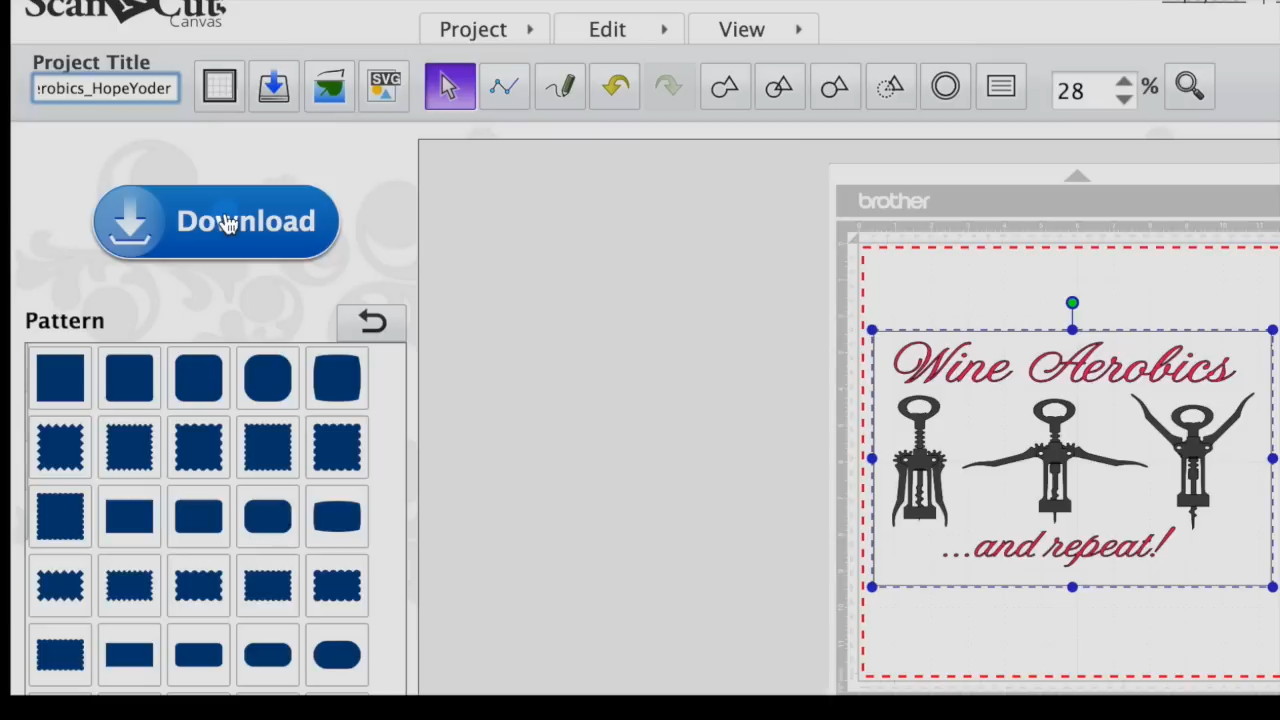 ScanNCut
Canvas
Project Edit View
Project Title
robics_HopeYoder
SVG
28 %
Download
Pattern
brother
Wine Aerobics
...and repeat!